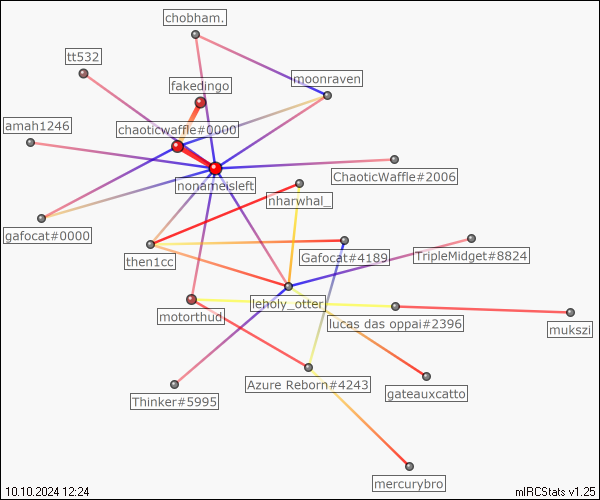 chobham.
tt532
fakedingo
moonraven
amah1246
chaoticwaffle#0000
nonameisleft
ChaoticWaffle#2006
nharwhal_
gafocat#0000
then1cc
Gafocat#4189
TripleMidget#8824
leholy_otter
motorthud
lucas das oppai#2396
mukszi
Thinker#5995
Azure Reborn#4243
gateauxcatto
mercurybro
10.10.2024 12:24
mIRCStats v1.25